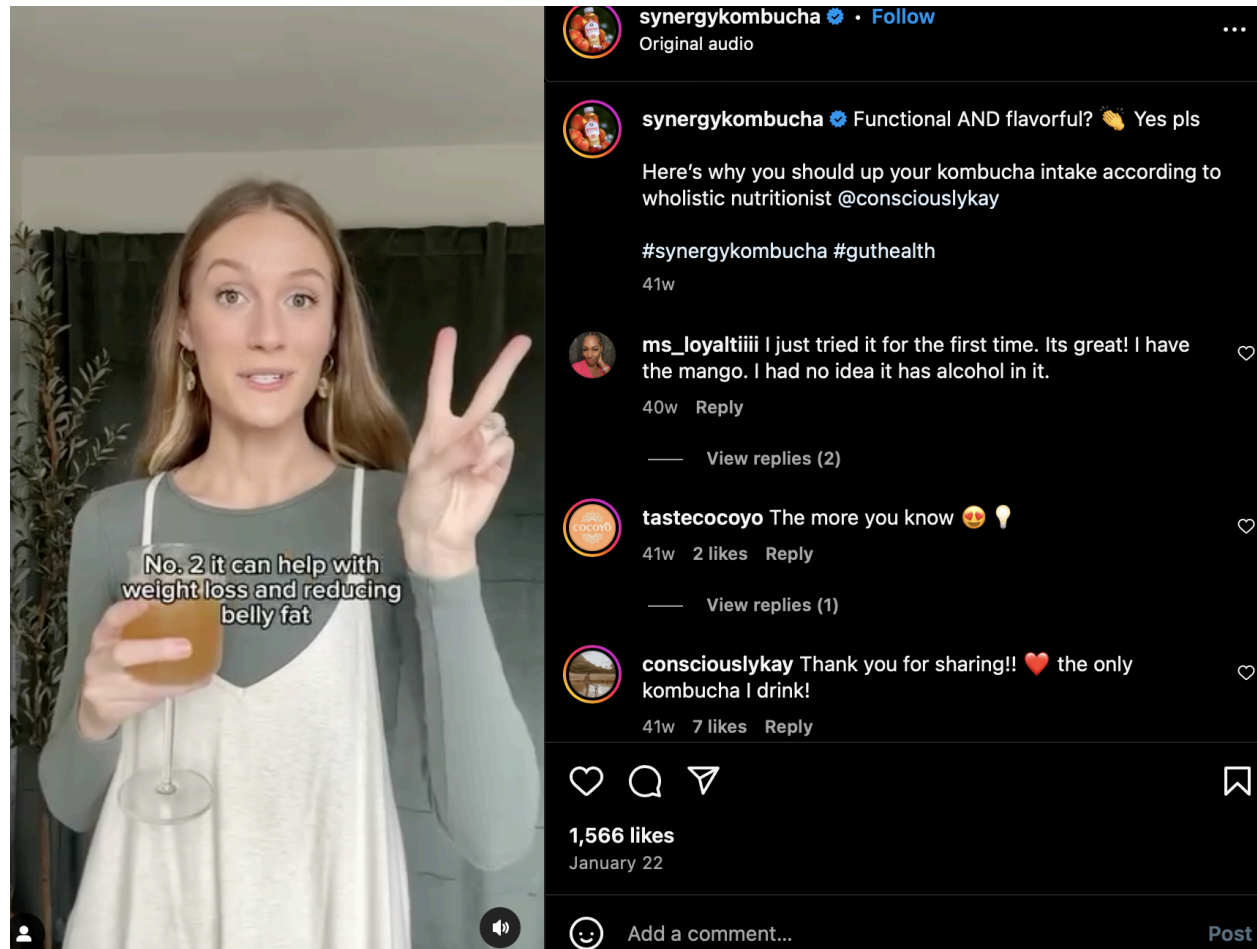 synergykombucha • Follow
Original audio
synergykombucha Functional AND flavorful? 👏 Yes pls
Here's why you should up your kombucha intake according to
wholistic nutritionist @consciouslykay
#synergykombucha #guthealth
41w
ms_loyaltiiii I just tried it for the first time. Its great! I have
the mango. I had no idea it has alcohol in it.
40w Reply
View replies (2)
COCOYO
tastecocoyo The more you know 😍 💡
41w 2 likes Reply
View replies (1)
consciouslykay Thank you for sharing!! ❤️ the only
kombucha I drink!
41w 7 likes Reply
1,566 likes
January 22
Add a comment...
Post
No. 2 it can help with
weight loss and reducing
belly fat